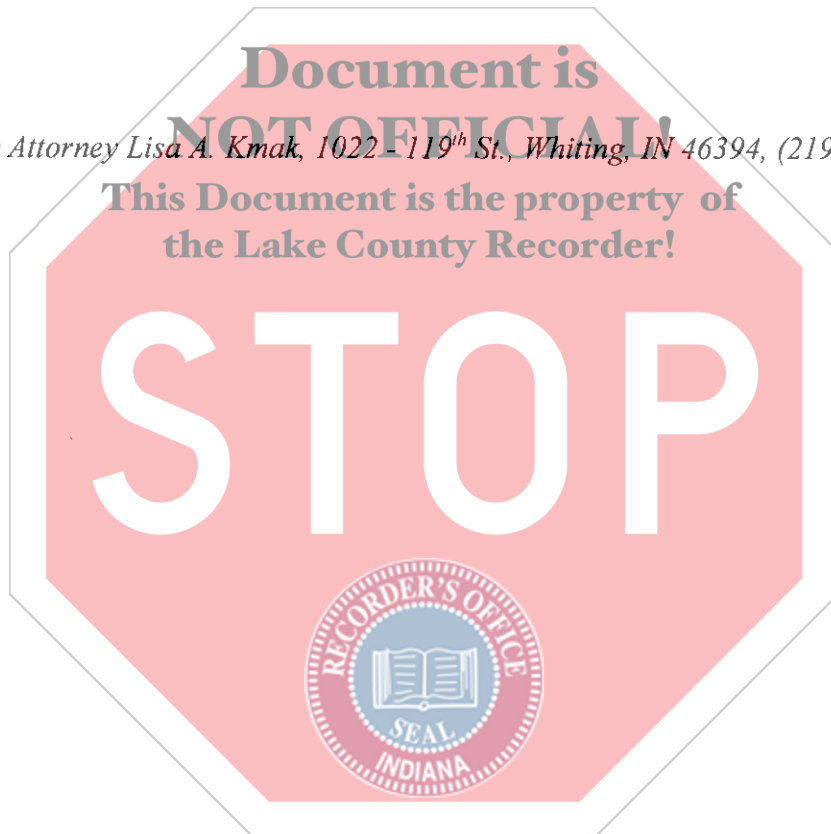 Document is
NOT OFFICIAL!
Attorney Lisa A. Kmak, 1022 - 119th St., Whiting, IN 46394, (219
This Document is the property of
the Lake County Recorder!
STOP
RECORDER'S OFFICE
SEAL
INDIANA